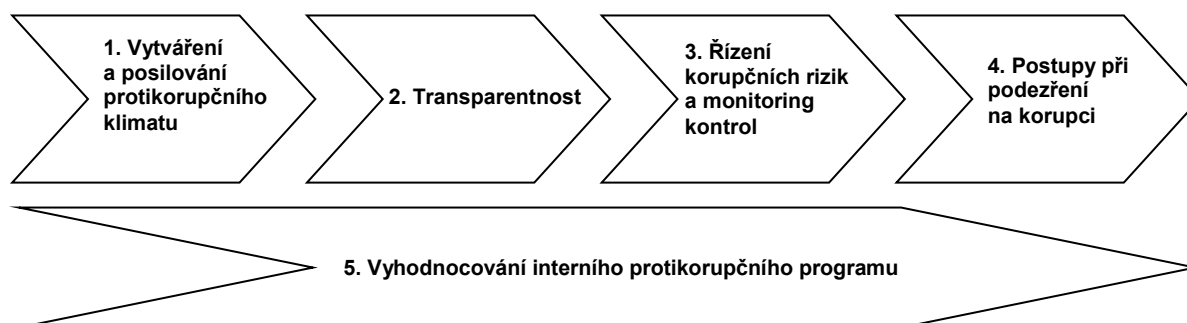 1. Vytváření
a posilování
protikorupčního
klimatu
2. Transparentnost
3. Řízení
korupčních rizik
a monitoring
kontrol
4. Postupy při
podezření
na korupci
5. Vyhodnocování interního protikorupčního programu